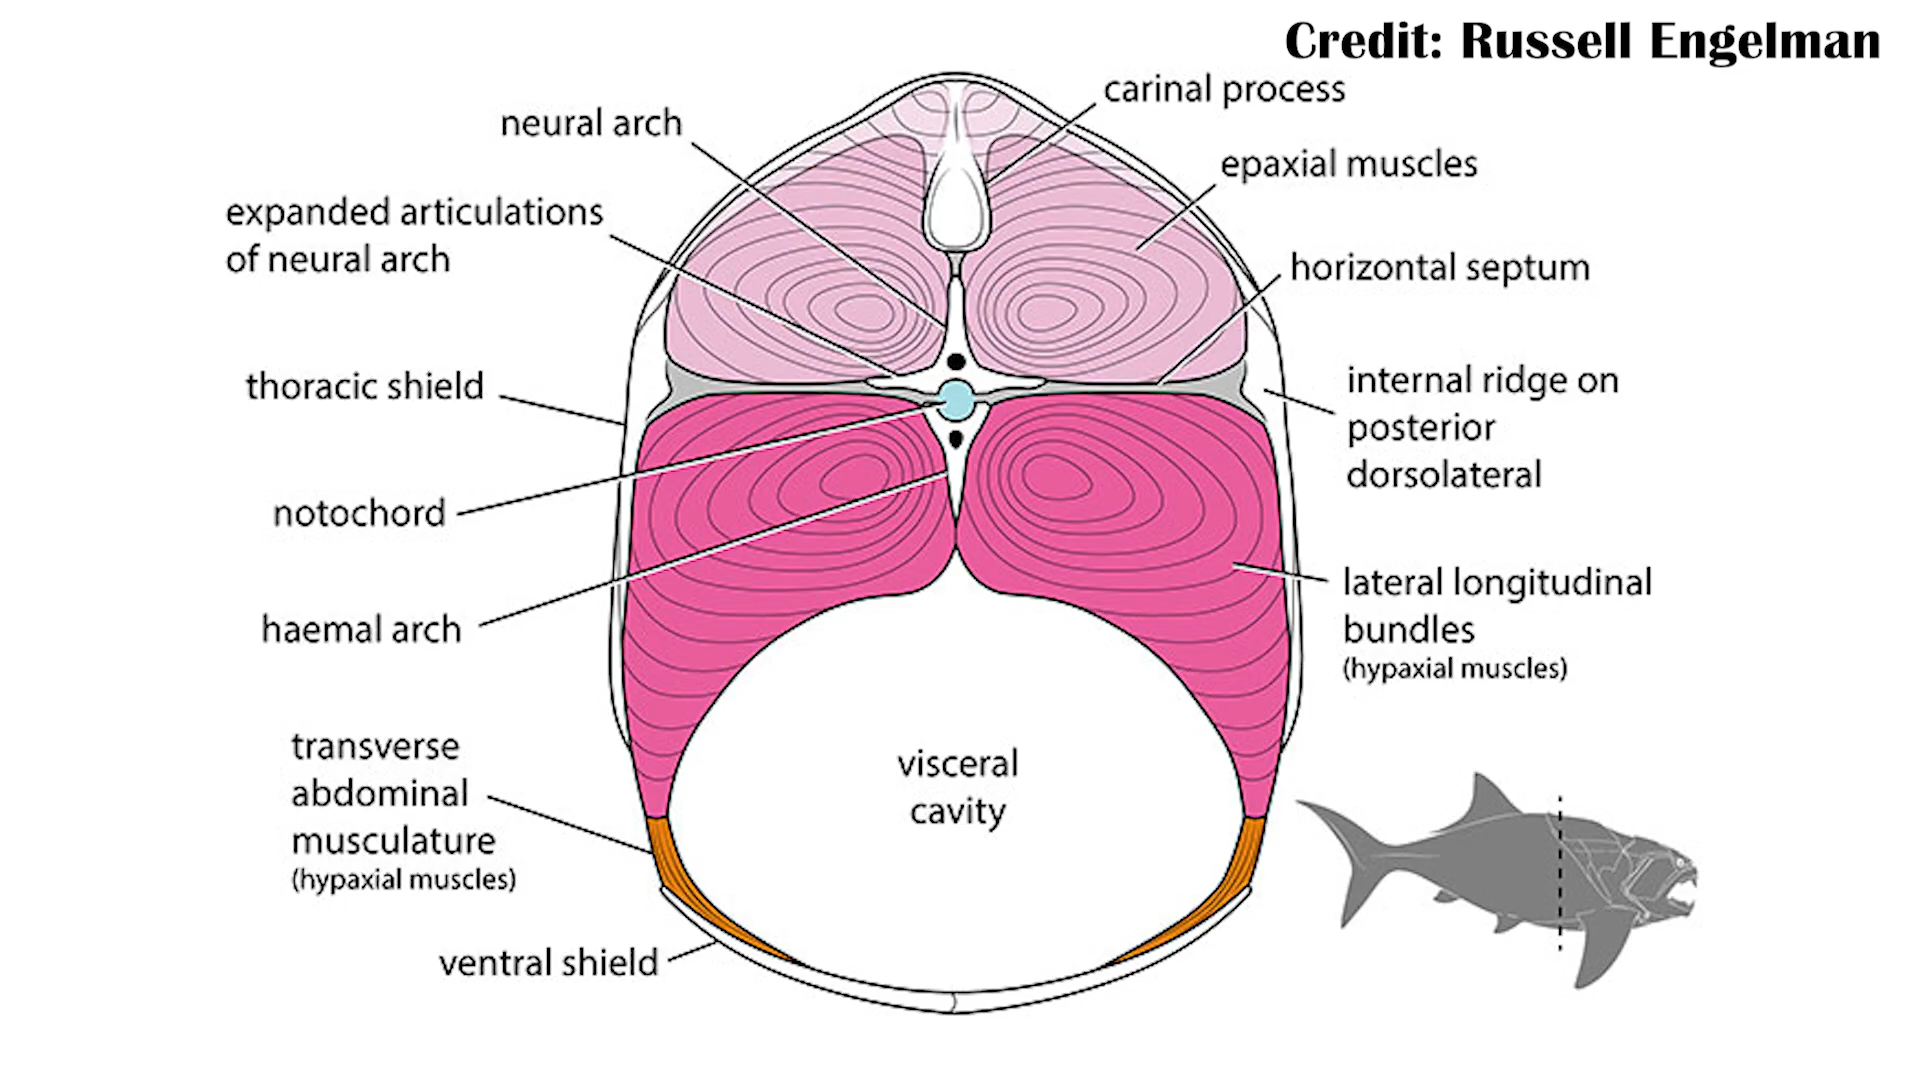 Credit: Russell Engelman
carinal process
neural arch
epaxial muscles
expanded articulations
of neural arch
horizontal septum
thoracic shield
internal ridge on
posterior
dorsolateral
notochord
haemal arch
lateral longitudinal
bundles
(hypaxial muscles)
transverse
abdominal
musculature
(hypaxial muscles)
visceral
cavity
ventral shield